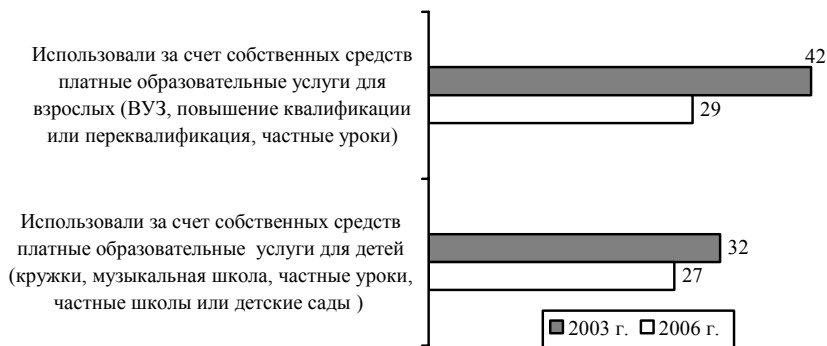 Использовали за счет собственных средств
платные образовательные услуги для
взрослых (ВУЗ, повышение квалификации
или переквалификация, частные уроки)
42
29
Использовали за счет собственных средств
платные образовательные услуги для детей
(кружки, музыкальная школа, частные уроки,
частные школы или детские сады )
32
27
2003 г. 2006 г.